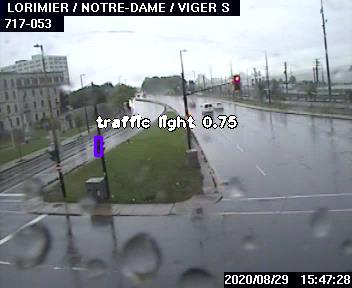 LORIMIER / NOTRE-DAME / VIGER S
717-053
traffic light 0.75
2020/08/29 15:47:28